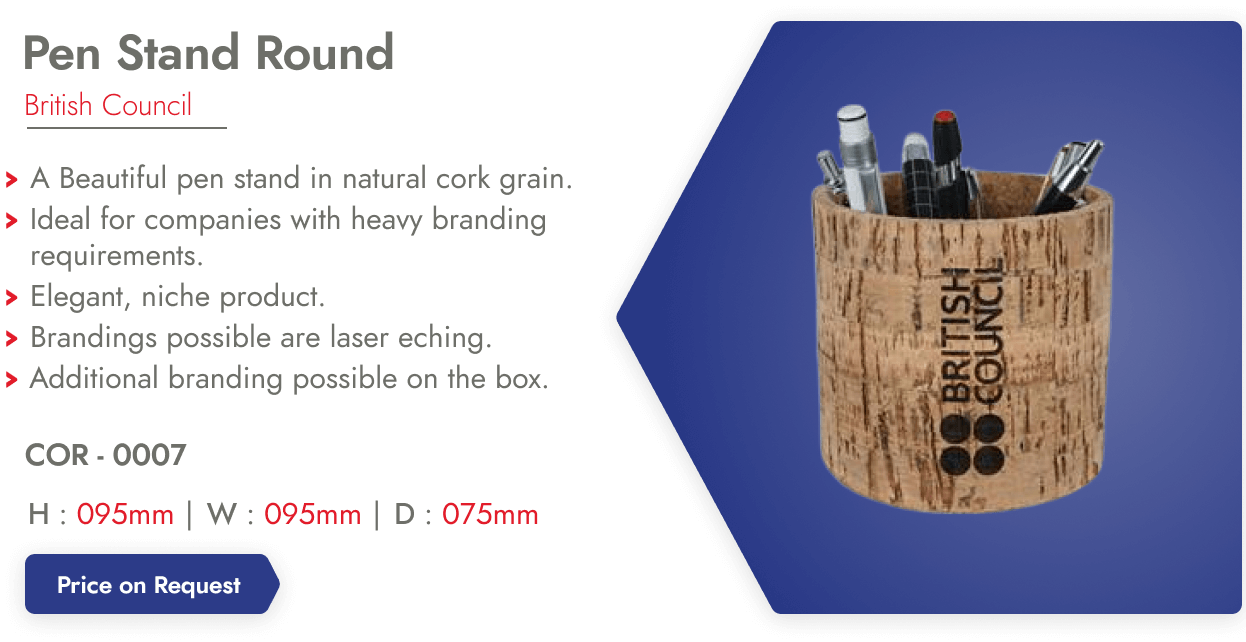 Pen Stand Round
British Council
A Beautiful pen stand in natural cork grain.
Ideal for companies with heavy branding
requirements.
Elegant, niche product.
Brandings possible are laser eching.
Additional branding possible on the box.
COR - 0007
H : 095mm | W : 095mm | D : 075mm
Price on Request
BRITISH
COUNCIL